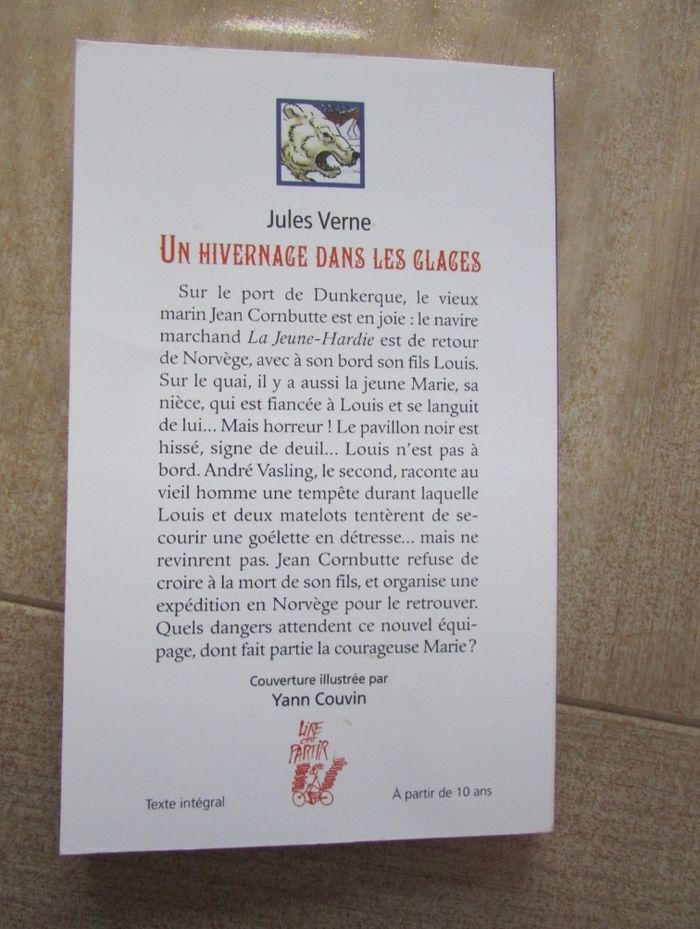 Jules Verne
UN HIVERNAGE DANS LES GLACES
Sur le port de Dunkerque, le vieux
marin Jean Cornbutte est en joie : le navire
marchand La Jeune-Hardie est de retour
de Norvège, avec à son bord son fils Louis.
Sur le quai, il y a aussi la jeune Marie, sa
nièce, qui est fiancée à Louis et se languit
de lui... Mais horreur ! Le pavillon noir est
hissé, signe de deuil... Louis n'est pas à
bord. André Vasling, le second, raconte au
vieil homme une tempête durant laquelle
Louis et deux matelots tentèrent de se-
courir une goélette en détresse... mais ne
revinrent pas. Jean Cornbutte refuse de
croire à la mort de son fils, et organise une
expédition en Norvège pour le retrouver.
Quels dangers attendent ce nouvel équi-
page, dont fait partie la courageuse Marie ?
Couverture illustrée par
Yann Couvin
LIRE
c'est
PARTIR
Texte intégral
À partir de 10 ans